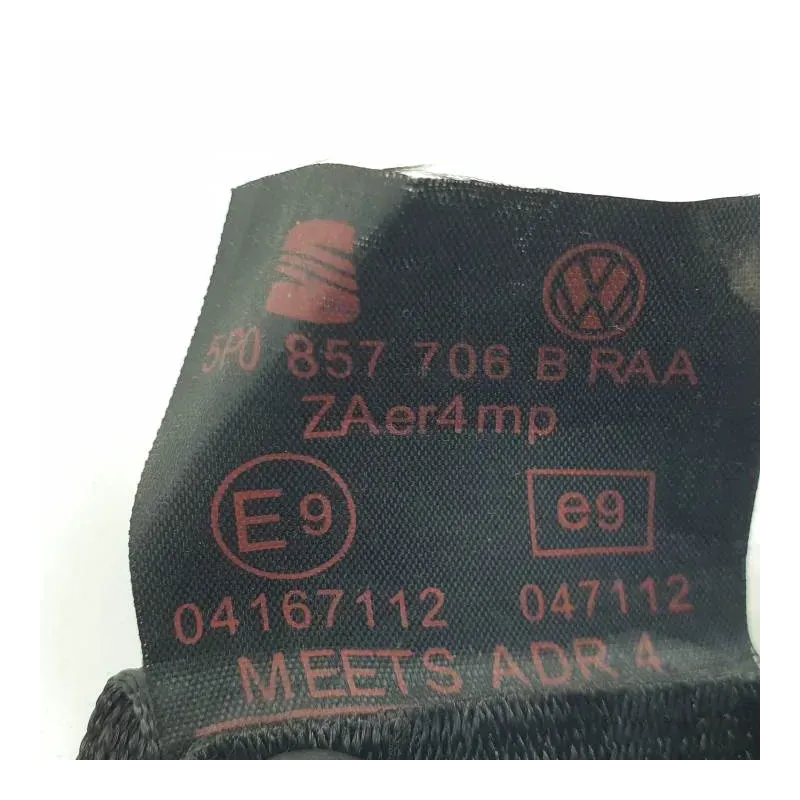 5P0 857 706 B RAA
ZAer4mp
E9 e9
04167112 047112
MEETS ADR 4